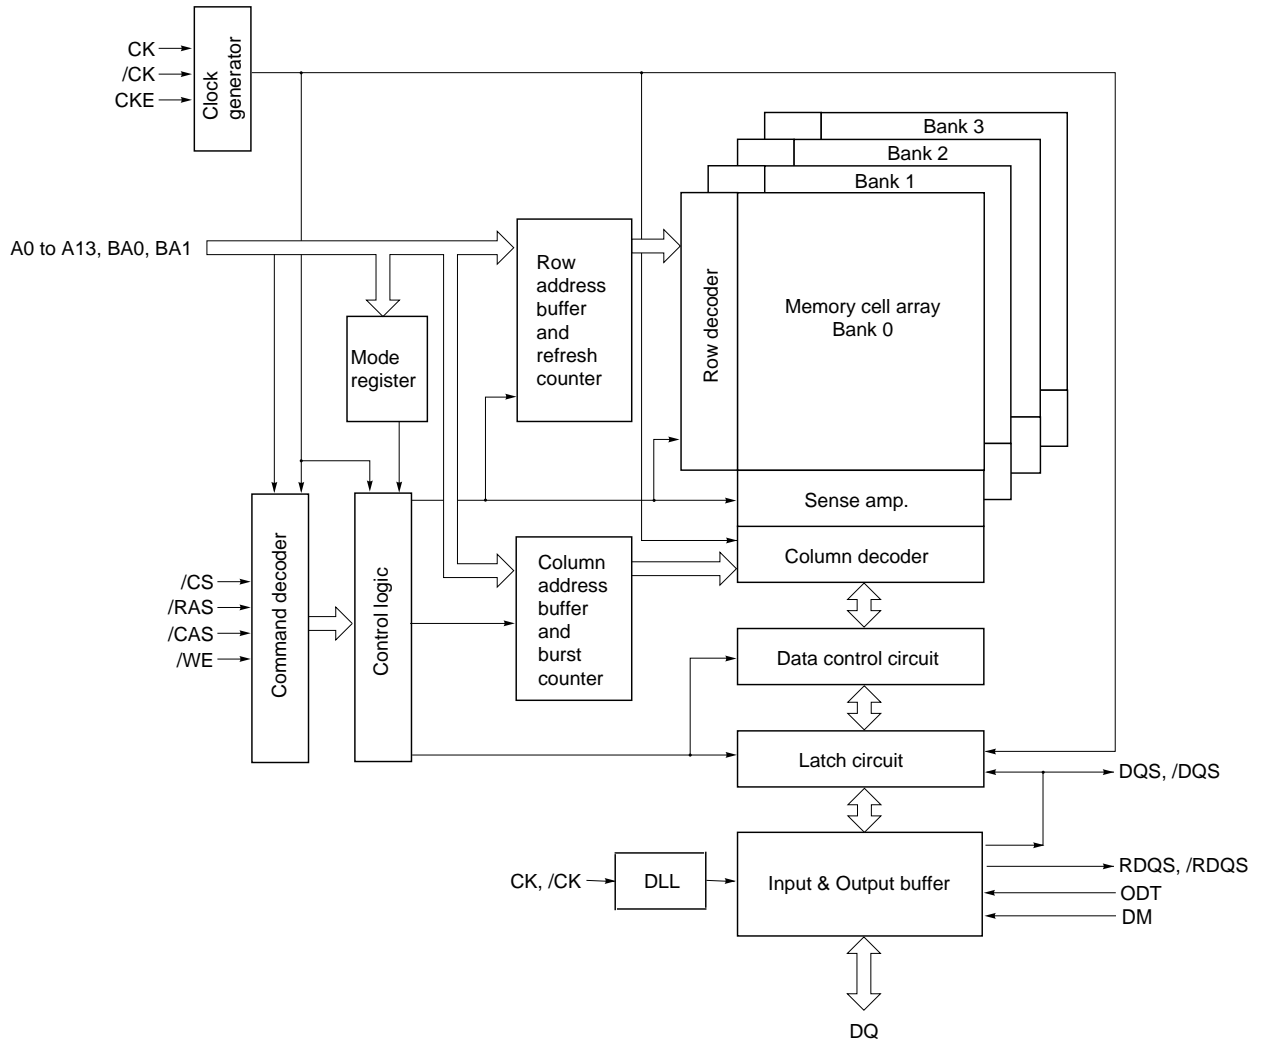 CK
/CK
CKE
Clock
generator
Bank 3
Bank 2
Bank 1
A0 to A13, BA0, BA1
Row
address
buffer
and
refresh
counter
Row decoder
Memory cell array
Bank 0
Mode
register
Sense amp.
Column decoder
/CS
/RAS
/CAS
/WE
Command decoder
Control logic
Column
address
buffer
and
burst
counter
Data control circuit
Latch circuit
DQS, /DQS
CK, /CK
DLL
Input & Output buffer
RDQS, /RDQS
ODT
DM
DQ